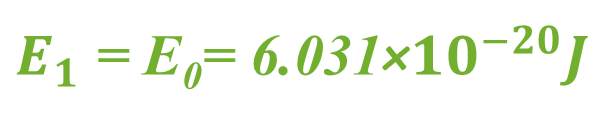 E₁ = E₀= 6.031×10⁻²⁰J